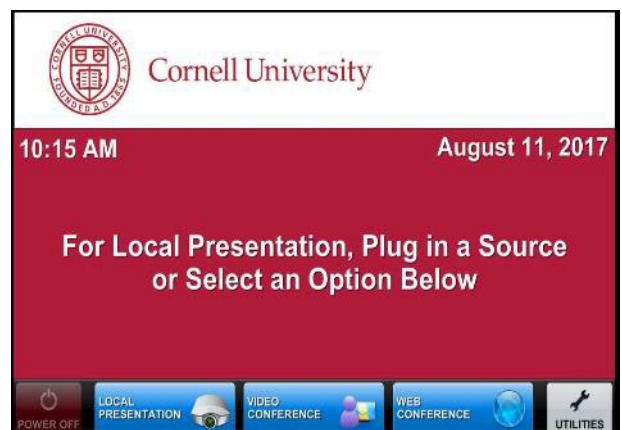 CORNELL UNIVERSITY
FOUNDED A.D. 1865
Cornell University
10:15 AM
August 11, 2017
For Local Presentation, Plug in a Source
or Select an Option Below
POWER OFF
LOCAL
PRESENTATION
VIDEO
CONFERENCE
WEB
CONFERENCE
UTILITIES